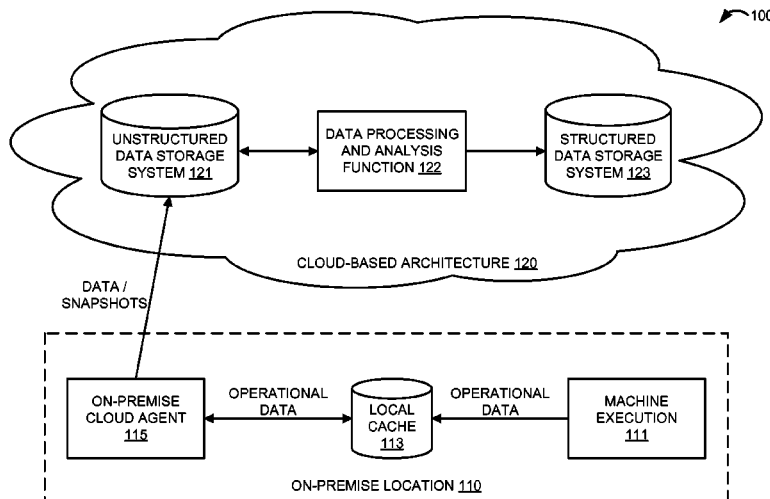 100
UNSTRUCTURED
DATA STORAGE
SYSTEM 121
DATA PROCESSING
AND ANALYSIS
FUNCTION 122
STRUCTURED
DATA STORAGE
SYSTEM 123
CLOUD-BASED ARCHITECTURE 120
DATA /
SNAPSHOTS
ON-PREMISE
CLOUD AGENT
115
OPERATIONAL
DATA
LOCAL
CACHE
113
OPERATIONAL
DATA
MACHINE
EXECUTION
111
ON-PREMISE LOCATION 110